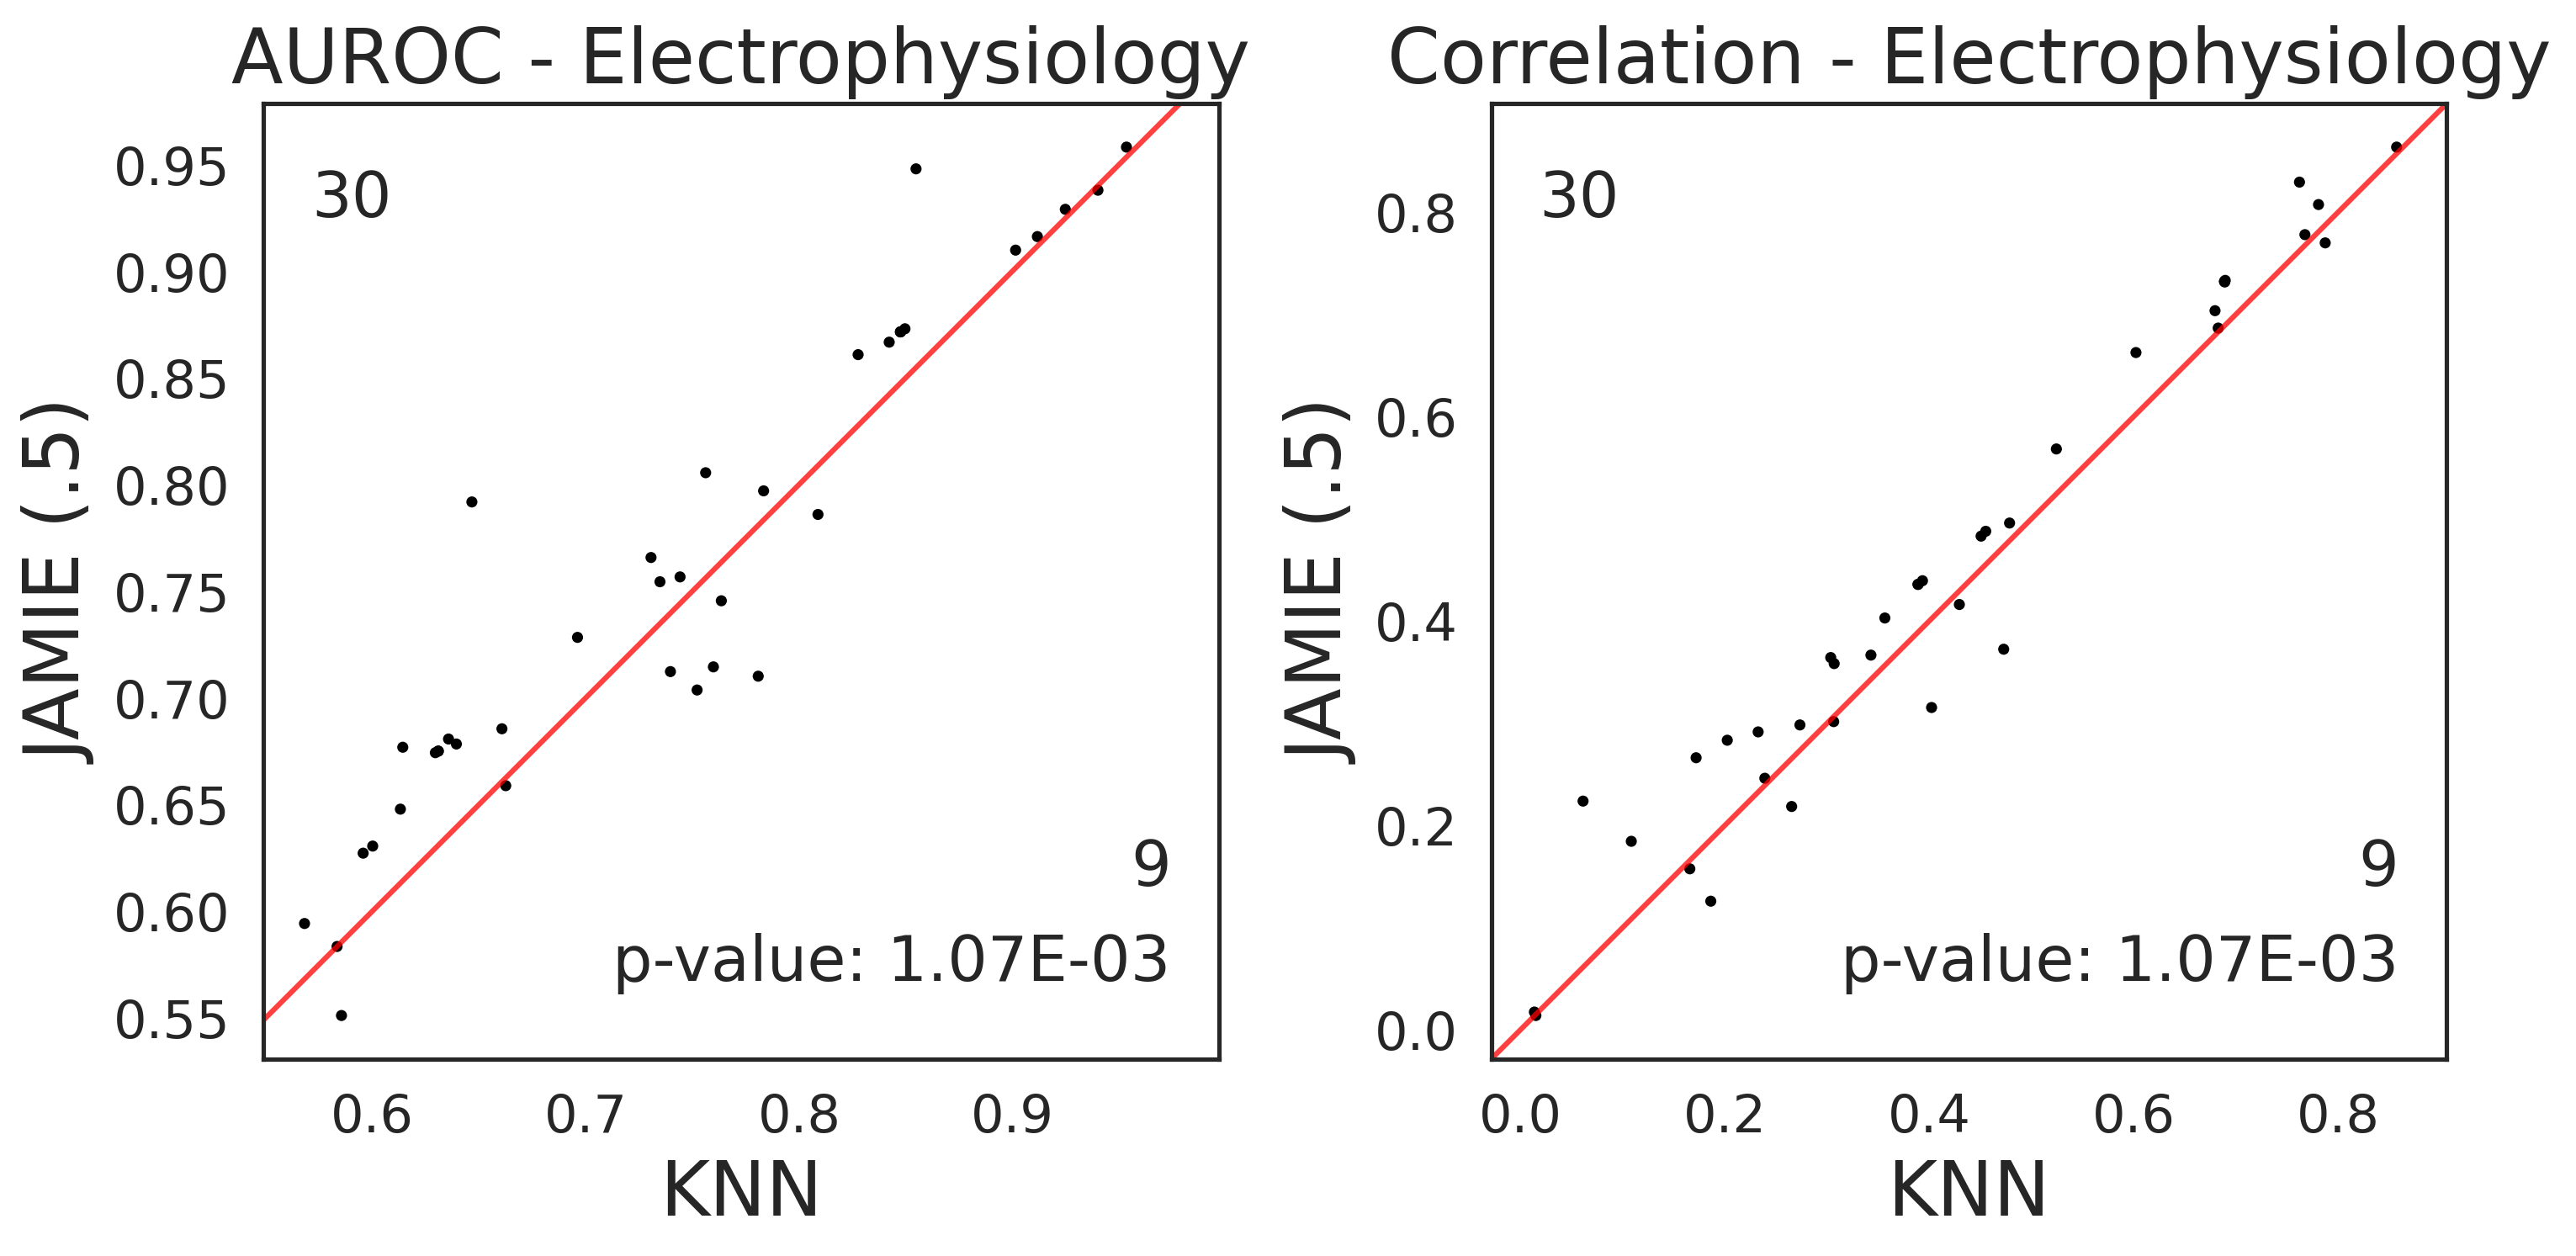 AUROC - Electrophysiology
JAMIE (.5)
0.95
0.90
0.85
0.80
0.75
0.70
0.65
0.60
0.55
30
9
p-value: 1.07E-03
0.6 0.7 0.8 0.9
KNN
Correlation - Electrophysiology
JAMIE (.5)
0.8
0.6
0.4
0.2
0.0
30
9
p-value: 1.07E-03
0.0 0.2 0.4 0.6 0.8
KNN